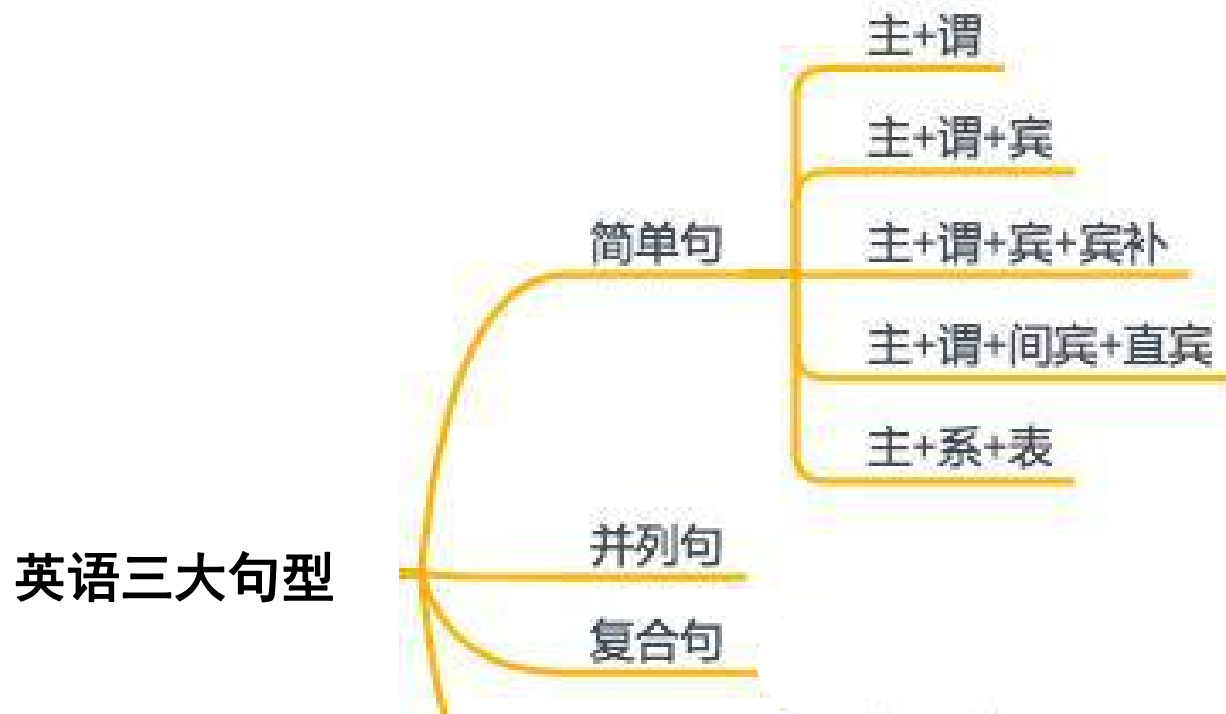 主+谓
主+谓+宾
简单句
主+谓+宾+宾补
主+谓+间宾+直宾
主+系+表
并列句
英语三大句型
复合句